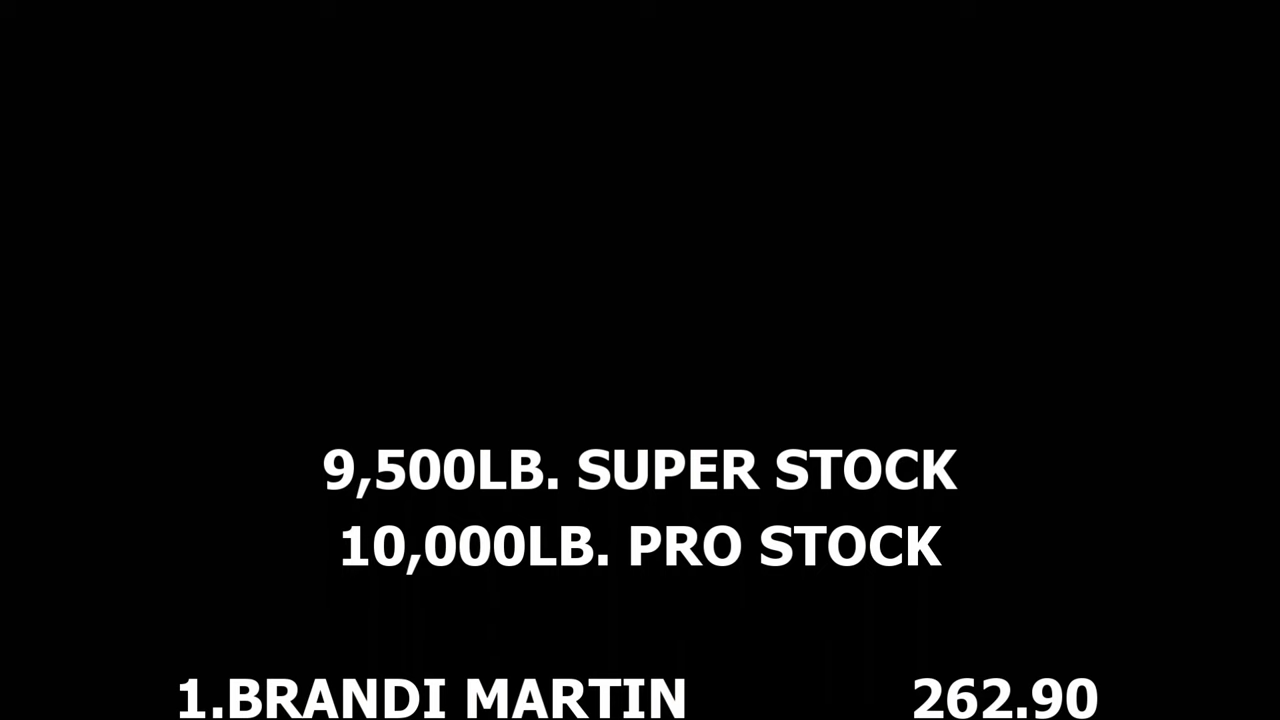 9,500LB. SUPER STOCK
10,000LB. PRO STOCK
1.BRANDI MARTIN 262.90